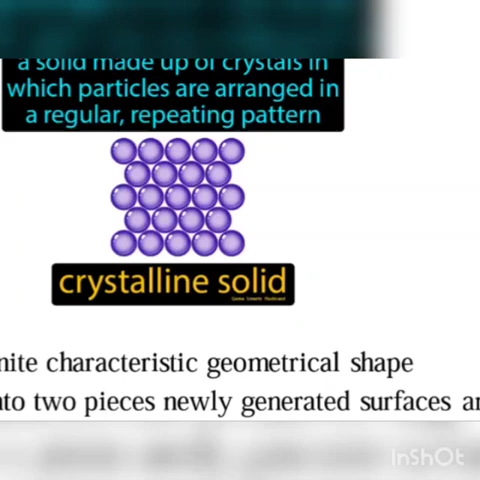 a solid made up of crystals in
which particles are arranged in
a regular, repeating pattern
crystalline solid
nite characteristic geometrical shape
nto two pieces newly generated surfaces ar
InShOt